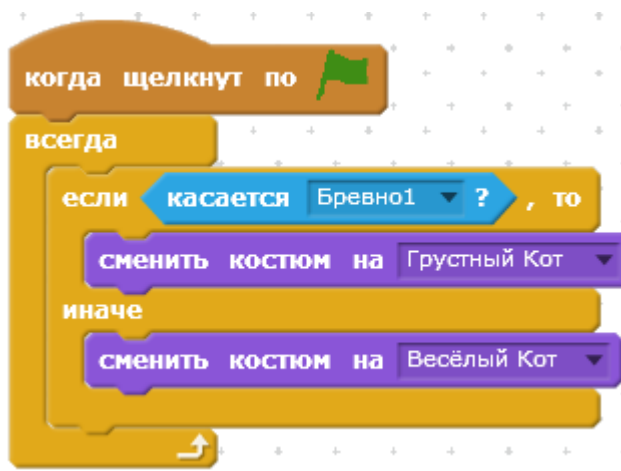 когда щелкнут по
всегда
если касается Бревно1 ? , то
сменить костюм на Грустный Кот
иначе
сменить костюм на Весёлый Кот